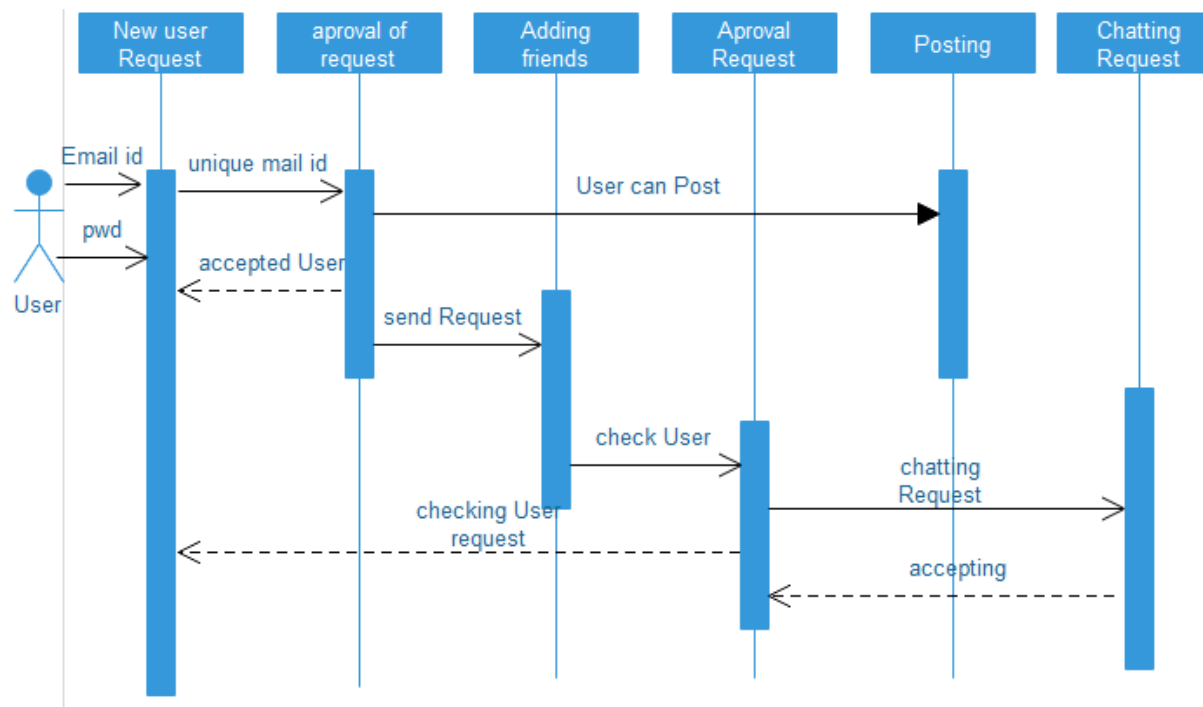 New user
Request
aproval of
request
Adding
friends
Aproval
Request
Posting
Chatting
Request
Email id
unique mail id
User can Post
pwd
accepted User
User
send Request
check User
chatting
Request
checking User
request
accepting